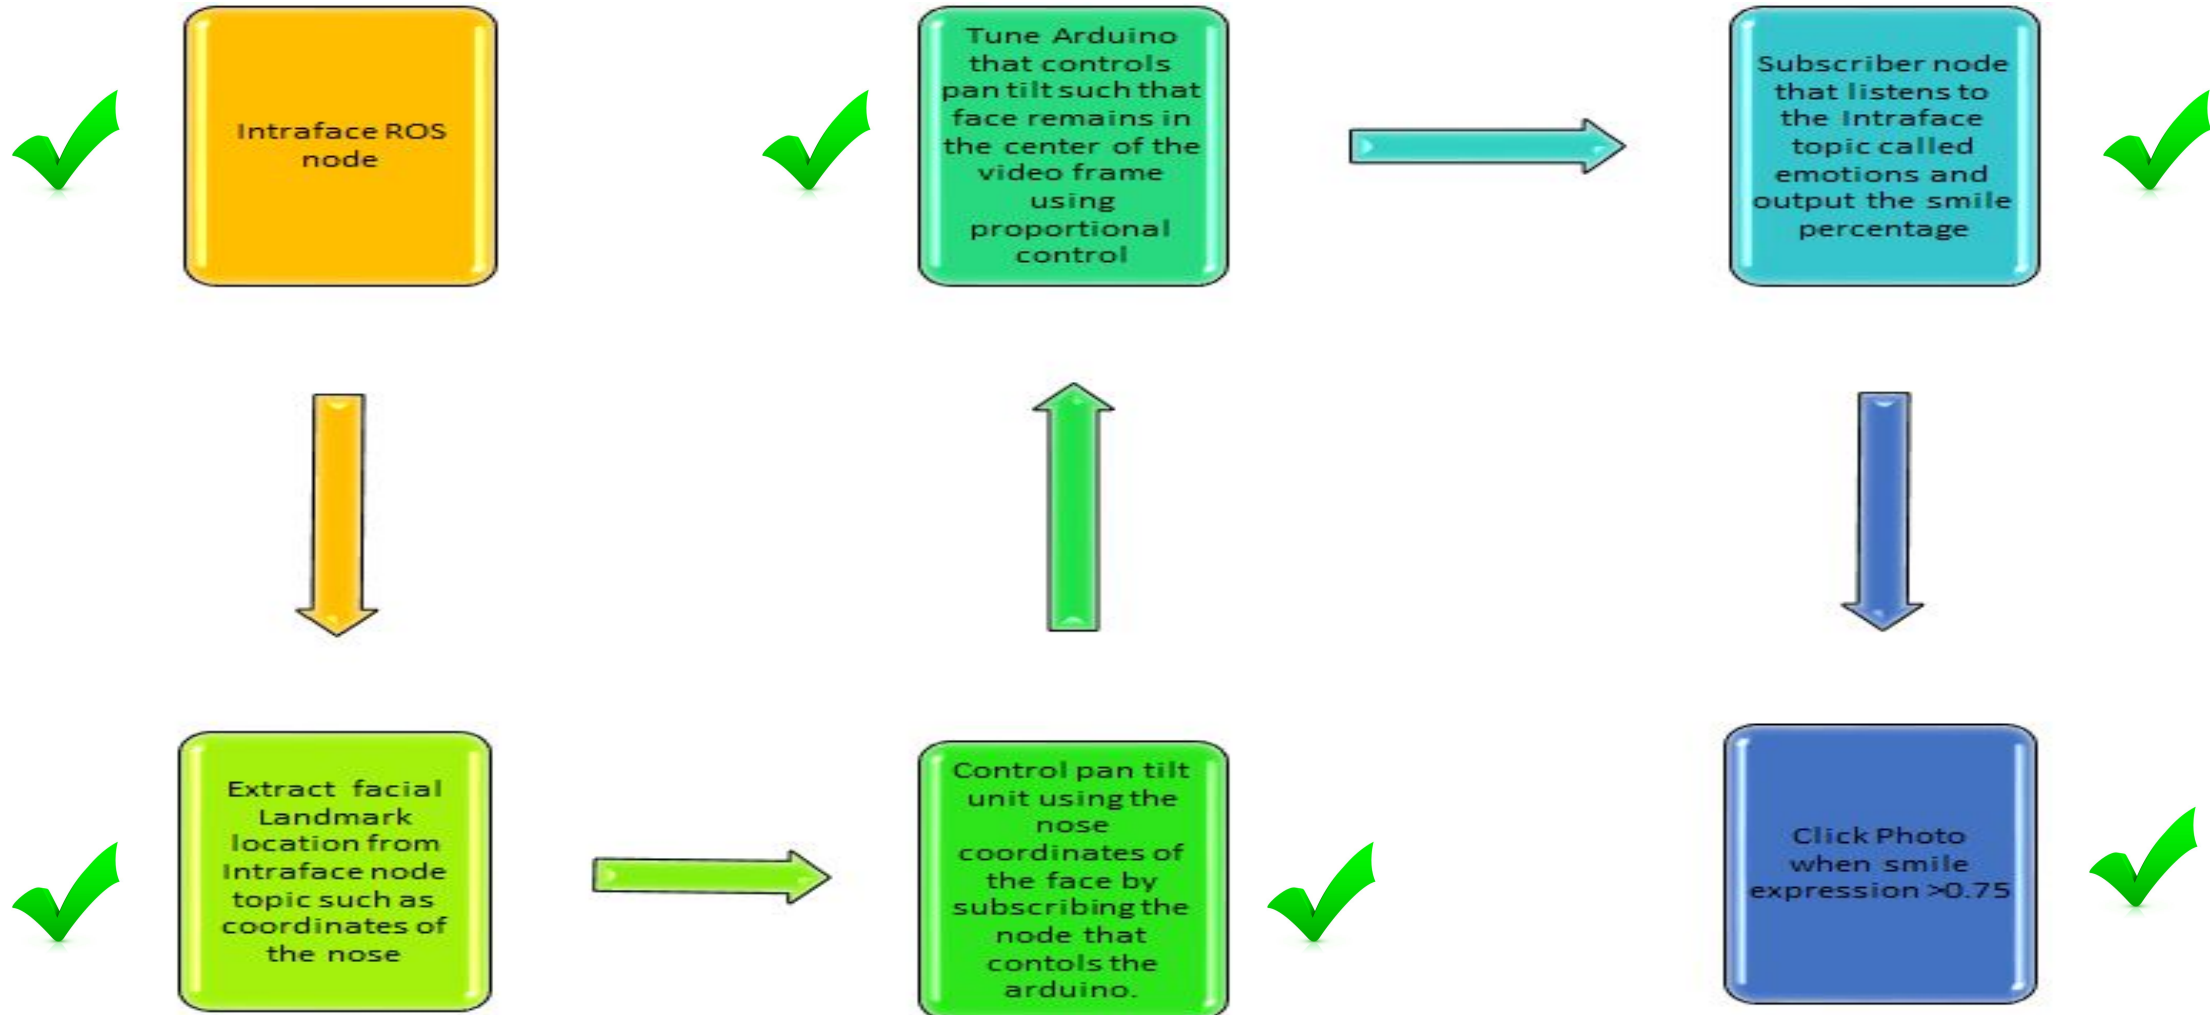 Intraface ROS
node
Extract facial
Landmark
location from
Intraface node
topic such as
coordinates of
the nose
Control pan tilt
unit using the
nose
coordinates of
the face by
subscribing the
node that
contols the
arduino.
Tune Arduino
that controls
pan tilt such that
face remains in
the center of the
video frame
using
proportional
control
Subscriber node
that listens to
the Intraface
topic called
emotions and
output the smile
percentage
Click Photo
when smile
expression >0.75